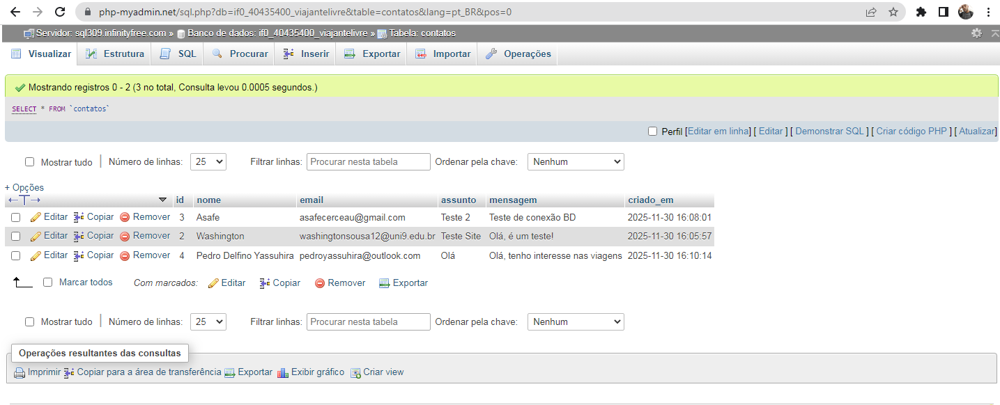 php-myadmin.net/sql.php?db=if0_40435400_viajantelivre&table=contatos&lang=pt_BR&pos=0
Servidor: sql309.infinityfree.com » Banco de dados: if0_40435400_viajantelivre » Tabela: contatos
Visualizar Estrutura SQL Procurar Inserir Exportar Importar Operações
Mostrando registros 0 - 2 (3 no total, Consulta levou 0.0005 segundos.)
SELECT * FROM `contatos`
Perfil [Editar em linha] [ Editar ] [ Demonstrar SQL ] [ Criar código PHP ] [ Atualizar]
Mostrar tudo | Número de linhas: 25 Filtrar linhas: Procurar nesta tabela Ordenar pela chave: Nenhum
+ Opções
←T→ id nome email assunto mensagem criado_em
Editar Copiar Remover 3 Asafe asafecerceau@gmail.com Teste 2 Teste de conexão BD 2025-11-30 16:08:01
Editar Copiar Remover 2 Washington washingtonsousa12@uni9.edu.br Teste Site Olá, é um teste! 2025-11-30 16:05:57
Editar Copiar Remover 4 Pedro Delfino Yassuhira pedroyassuhira@outlook.com Olá Olá, tenho interesse nas viagens 2025-11-30 16:10:14
Marcar todos Com marcados: Editar Copiar Remover Exportar
Mostrar tudo | Número de linhas: 25 Filtrar linhas: Procurar nesta tabela Ordenar pela chave: Nenhum
Operações resultantes das consultas
Imprimir Copiar para a área de transferência Exportar Exibir gráfico Criar view